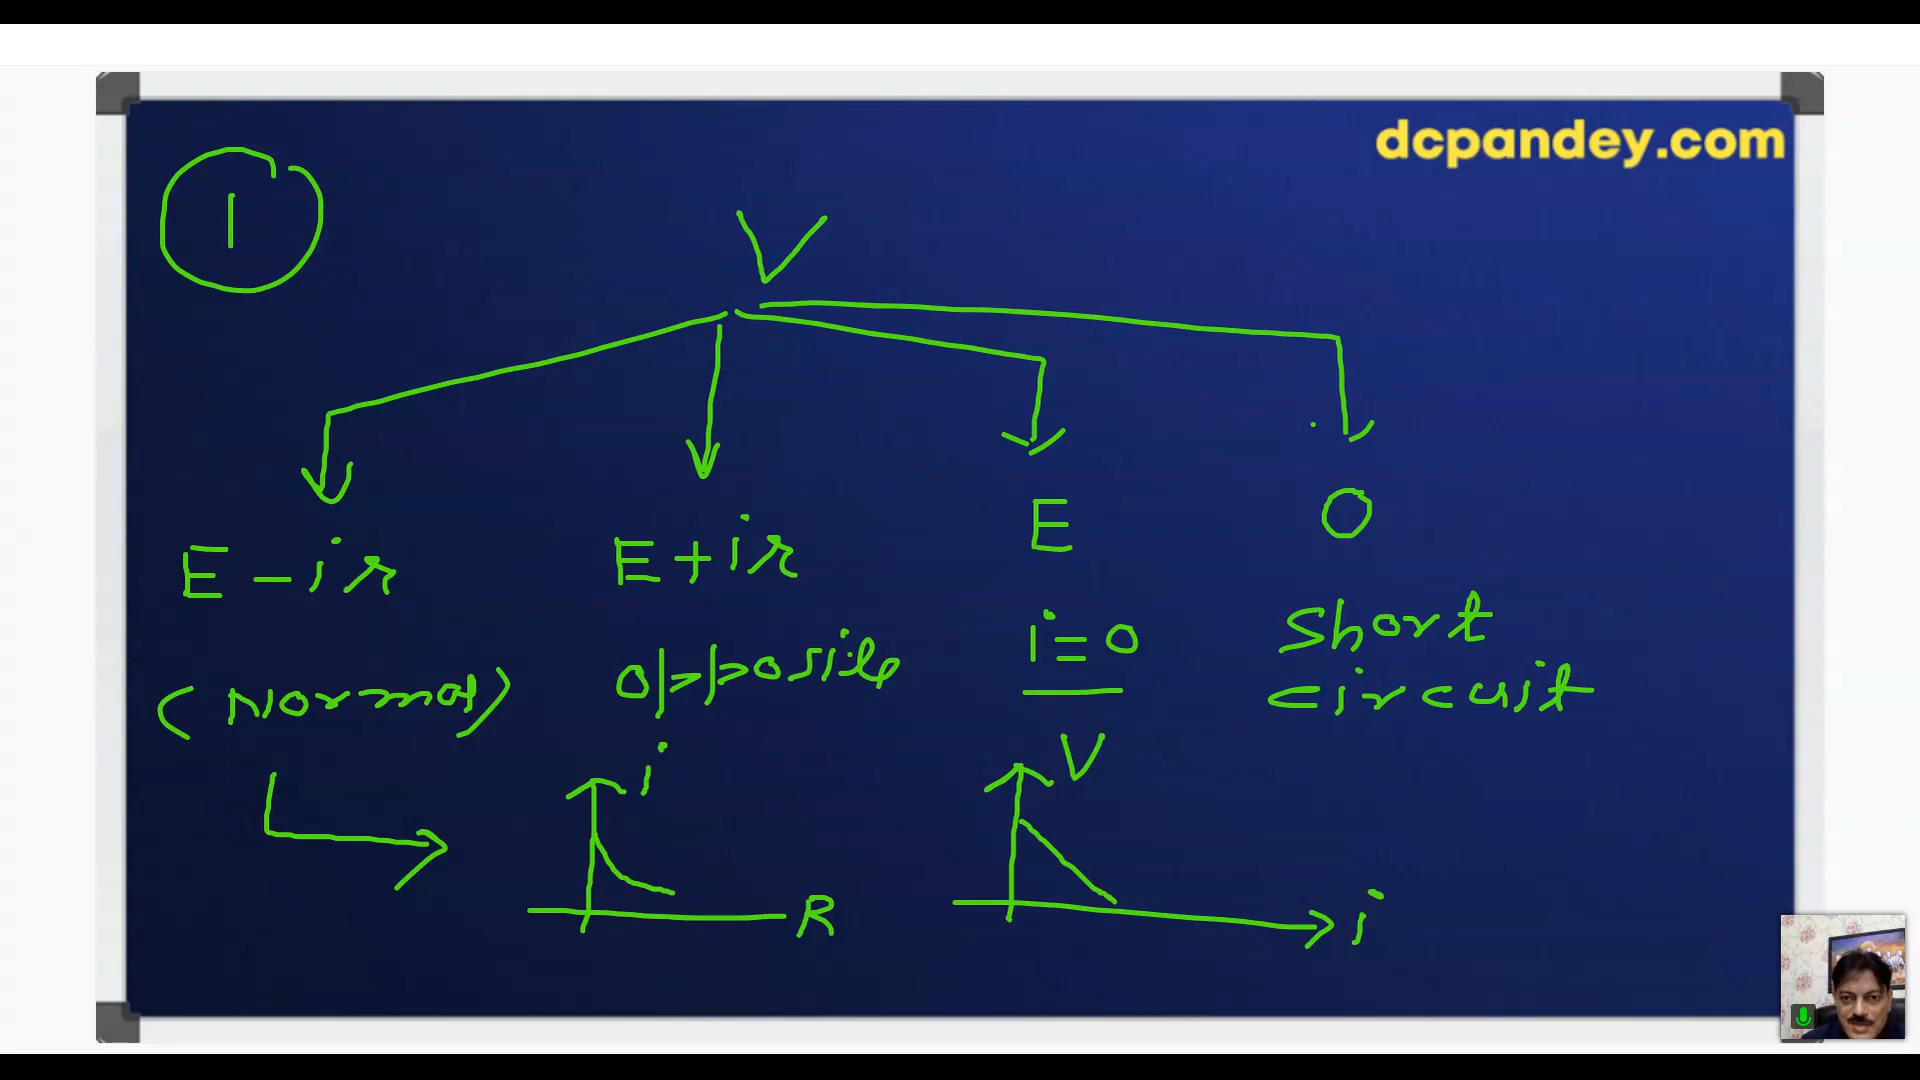 dcpandey.com
1
V
E - ir
E + ir
E
0
(Normal)
opposite
i = 0
Short
circuit
i
R
V
i